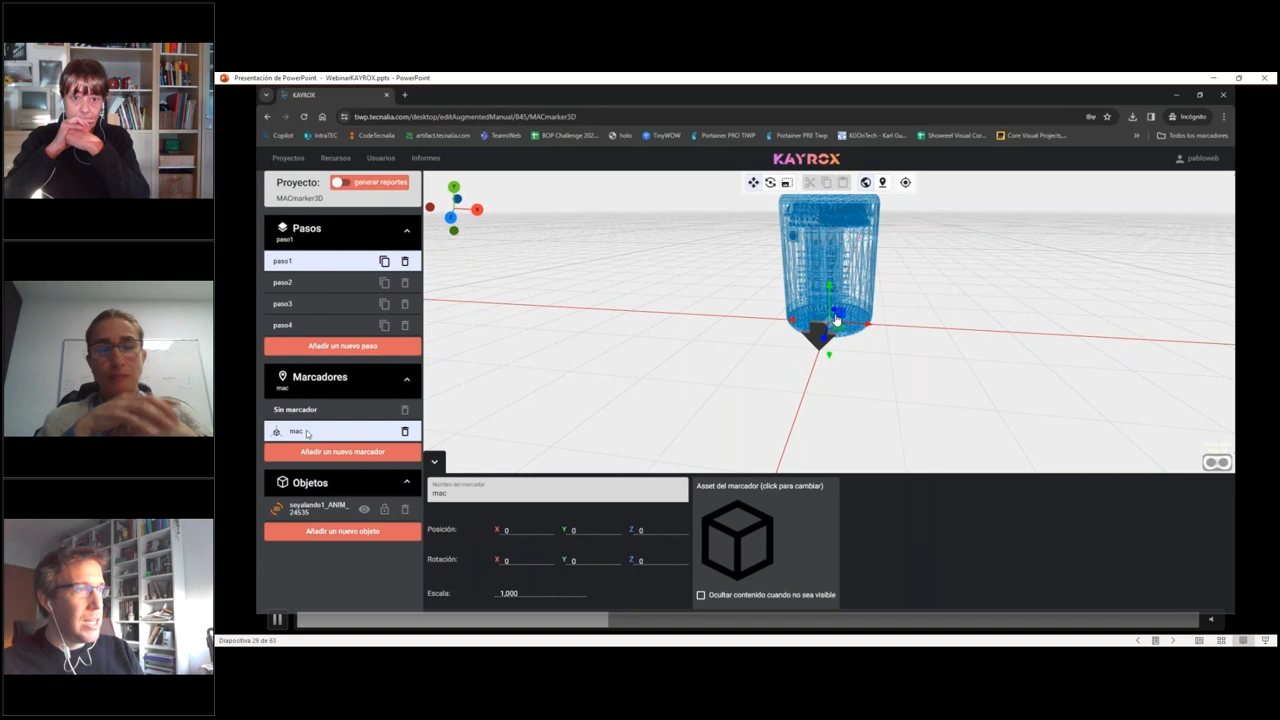 Presentación de PowerPoint - WebinarKAYROX.pptx - PowerPoint
KAYROX
tiwp.tecnalia.com/desktop/editAugmentedManual/845/MACmarker3D
Incógnito
Copilot
IntraTEC
CodeTecnalia
artifact.tecnalia.com
TeamsWeb
BOP Challenge 202...
holo
TinyWOW
Portainer PRO TIWP
Portainer PRE Tiwp
KGOnTech - Karl Gu...
Showreel Visual Cor...
Core Visual Projects,...
Todos los marcadores
Proyectos
Recursos
Usuarios
Informes
KAYROX
pabloweb
Proyecto:
generar reportes
MACmarker3D
Pasos
paso1
paso1
paso2
paso3
paso4
Añadir un nuevo paso
Marcadores
mac
Sin marcador
mac
Añadir un nuevo marcador
Objetos
soyalando1_ANIM_
24535
Añadir un nuevo objeto
Y
X
Z
Nombre del marcador
mac
Posición:
X 0
Y 0
Z 0
Rotación:
X 0
Y 0
Z 0
Escala:
1,000
Asset del marcador (click para cambiar)
Ocultar contenido cuando no sea visible
Diapositiva 29 de 63